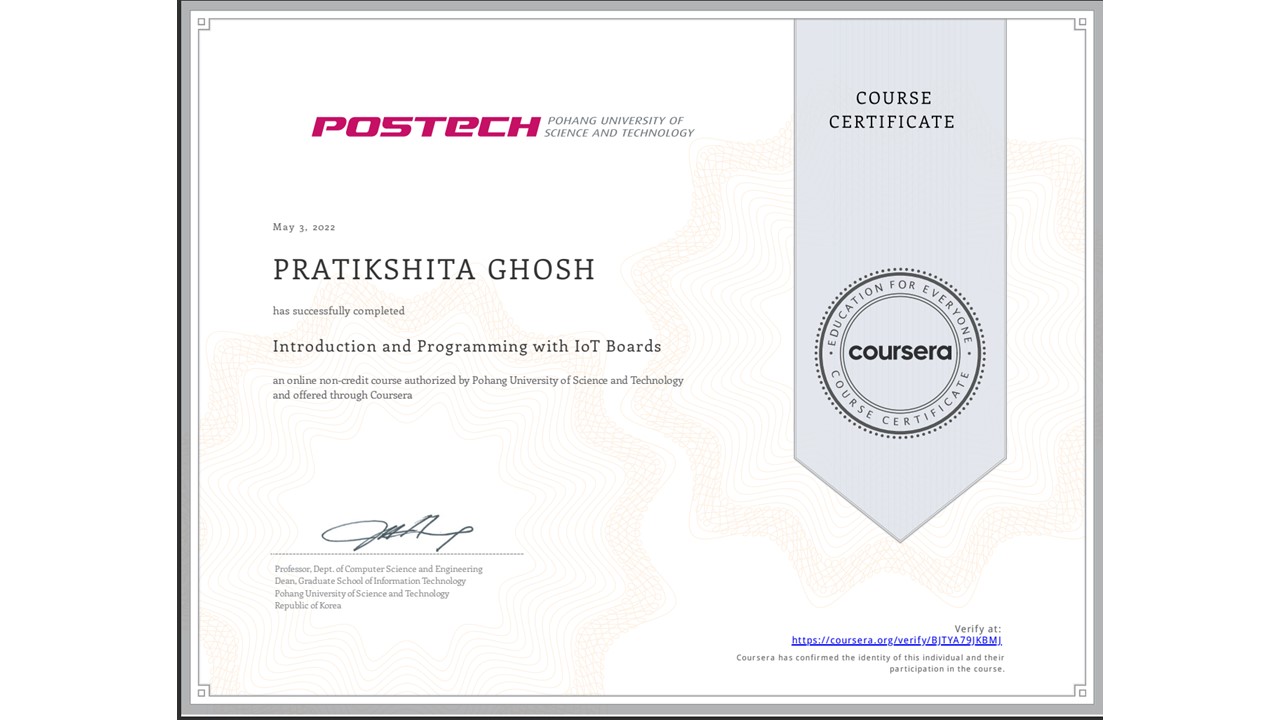 POSTECH POHANG UNIVERSITY OF
SCIENCE AND TECHNOLOGY
COURSE
CERTIFICATE
May 3, 2022
PRATIKSHITA GHOSH
has successfully completed
Introduction and Programming with IoT Boards
an online non-credit course authorized by Pohang University of Science and Technology
and offered through Coursera
EDUCATION FOR EVERYONE
coursera
COURSE CERTIFICATE
Professor, Dept. of Computer Science and Engineering
Dean, Graduate School of Information Technology
Pohang University of Science and Technology
Republic of Korea
Verify at:
https://coursera.org/verify/BJTYA79JKBMJ
Coursera has confirmed the identity of this individual and their
participation in the course.